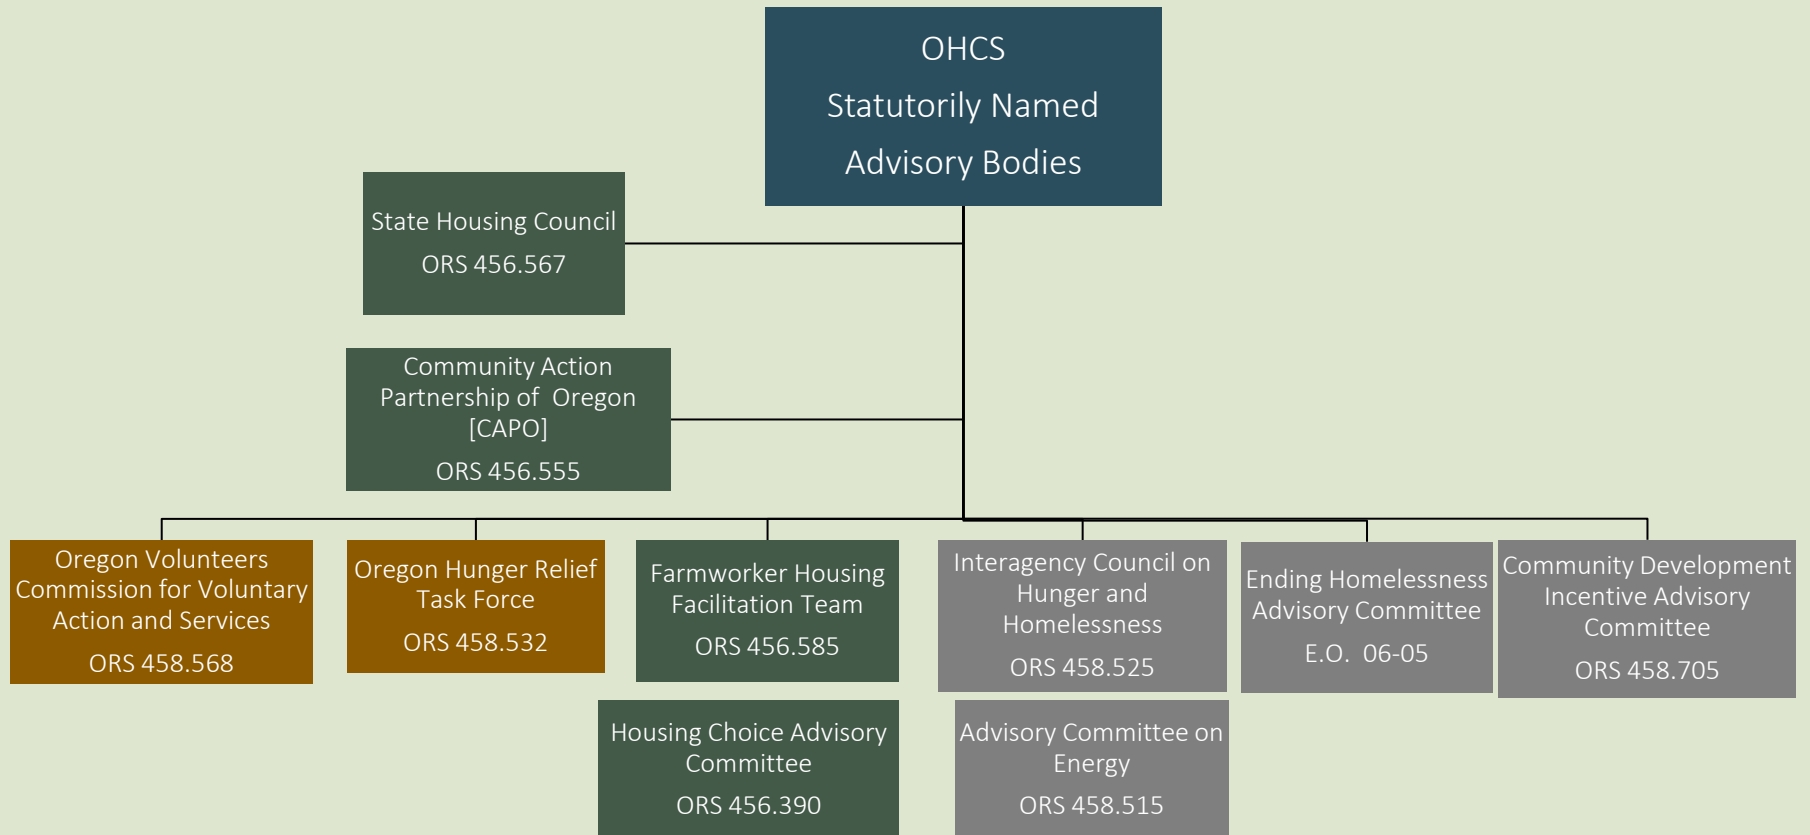 OHCS
Statutorily Named
Advisory Bodies
State Housing Council
ORS 456.567
Community Action
Partnership of Oregon
[CAPO]
ORS 456.555
Oregon Volunteers
Commission for Voluntary
Action and Services
ORS 458.568
Oregon Hunger Relief
Task Force
ORS 458.532
Farmworker Housing
Facilitation Team
ORS 456.585
Interagency Council on
Hunger and
Homelessness
ORS 458.525
Ending Homelessness
Advisory Committee
E.O. 06-05
Community Development
Incentive Advisory
Committee
ORS 458.705
Housing Choice Advisory
Committee
ORS 456.390
Advisory Committee on
Energy
ORS 458.515